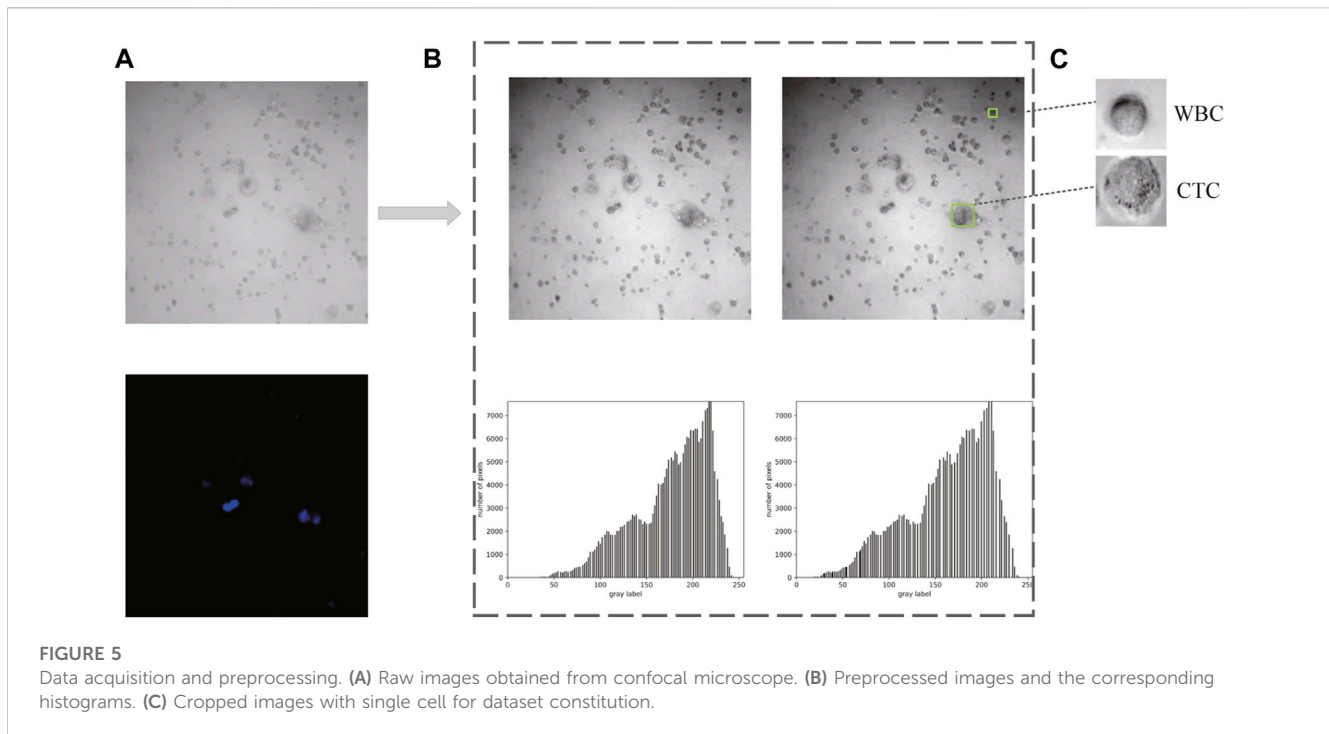 A
B
C
WBC
CTC
7000
6000
5000
4000
3000
2000
1000
0
number of pixels
0 50 100 150 200 250
gray label
7000
6000
5000
4000
3000
2000
1000
0
number of pixels
0 50 100 150 200 250
gray label
FIGURE 5
Data acquisition and preprocessing. (A) Raw images obtained from confocal microscope. (B) Preprocessed images and the corresponding
histograms. (C) Cropped images with single cell for dataset constitution.